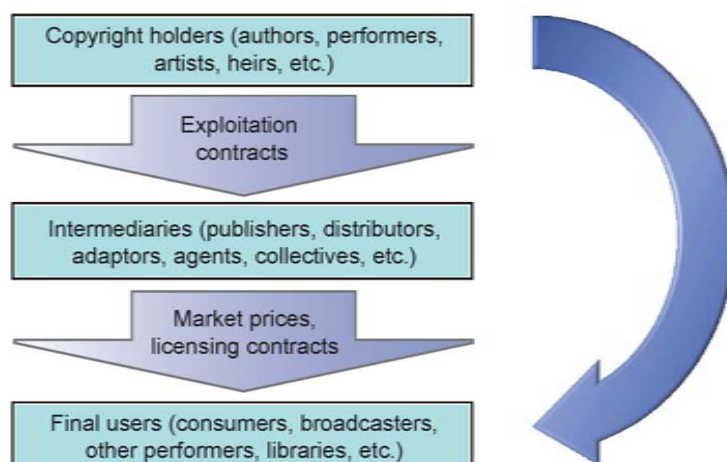 Copyright holders (authors, performers,
artists, heirs, etc.)
Exploitation
contracts
Intermediaries (publishers, distributors,
adaptors, agents, collectives, etc.)
Market prices,
licensing contracts
Final users (consumers, broadcasters,
other performers, libraries, etc.)